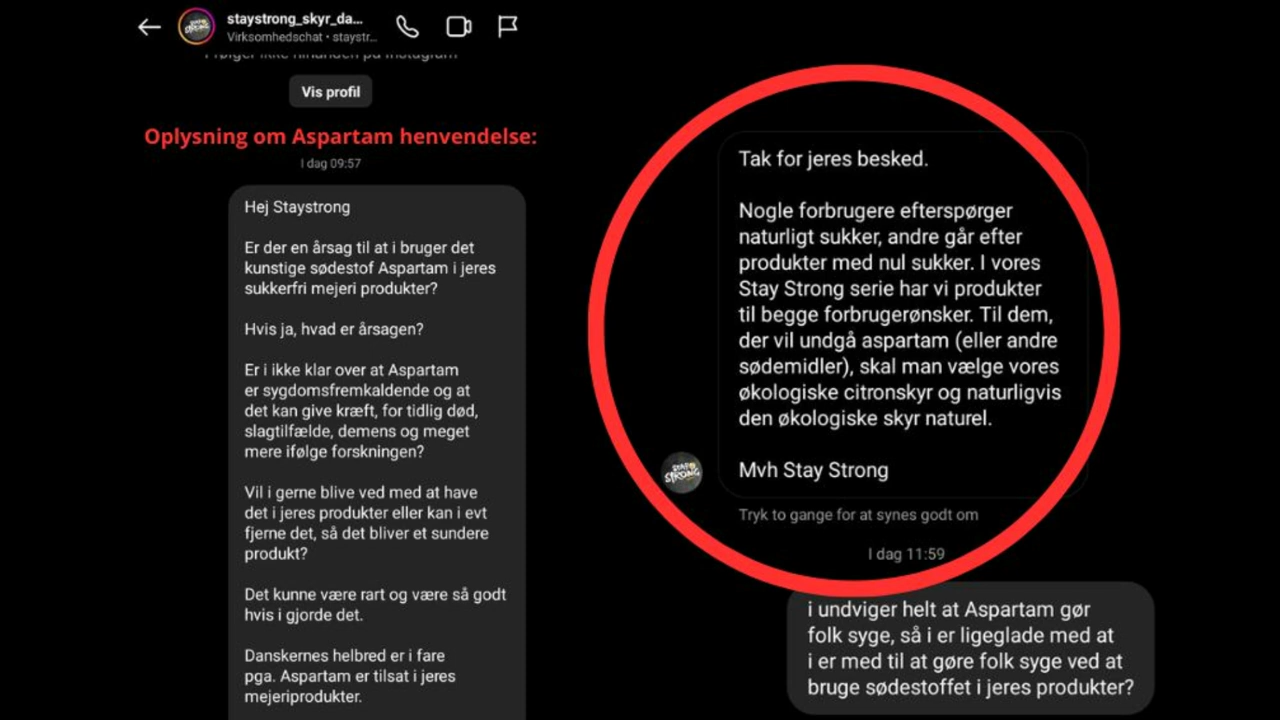 staystrong_skyr_da...
Virksomhedschat • staystr...
I følger ikke hinanden på Instagram
Vis profil
Oplysning om Aspartam henvendelse:
I dag 09:57
Hej Staystrong
Er der en årsag til at i bruger det
kunstige sødestof Aspartam i jeres
sukkerfri mejeri produkter?
Hvis ja, hvad er årsagen?
Er i ikke klar over at Aspartam
er sygdomsfremkaldende og at
det kan give kræft, for tidlig død,
slagtilfælde, demens og meget
mere ifølge forskningen?
Vil i gerne blive ved med at have
det i jeres produkter eller kan i evt
fjerne det, så det bliver et sundere
produkt?
Det kunne være rart og være så godt
hvis i gjorde det.
Danskernes helbred er i fare
pga. Aspartam er tilsat i jeres
mejeriprodukter.
Tak for jeres besked.
Nogle forbrugere efterspørger
naturligt sukker, andre går efter
produkter med nul sukker. I vores
Stay Strong serie har vi produkter
til begge forbrugerønsker. Til dem,
der vil undgå aspartam (eller andre
sødemidler), skal man vælge vores
økologiske citronskyr og naturligvis
den økologiske skyr naturel.
Mvh Stay Strong
STAY
STRONG
Tryk to gange for at synes godt om
I dag 11:59
i undviger helt at Aspartam gør
folk syge, så i er ligeglade med at
i er med til at gøre folk syge ved at
bruge sødestoffet i jeres produkter?